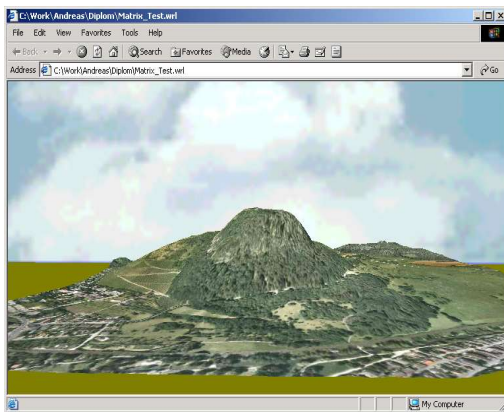 C:\Work\Andreas\Diplom\Matrix_Test.wrl
File Edit View Favorites Tools Help
Back Search Favorites Media
Address C:\Work\Andreas\Diplom\Matrix_Test.wrl Go
My Computer